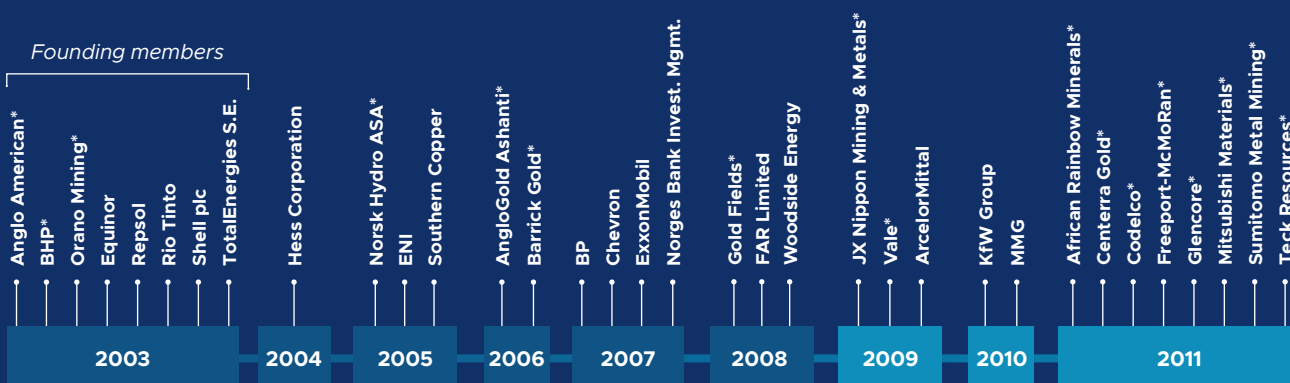 Founding members
Anglo American*
BHP*
Orano Mining*
Equinor
Repsol
Rio Tinto
Shell plc
TotalEnergies S.E.
2003
Hess Corporation
2004
Norsk Hydro ASA*
ENI
Southern Copper
2005
AngloGold Ashanti*
Barrick Gold*
2006
BP
Chevron
ExxonMobil
Norges Bank Invest. Mgmt.
2007
Gold Fields*
FAR Limited
Woodside Energy
2008
JX Nippon Mining & Metals*
Vale*
ArcelorMittal
2009
KfW Group
MMG
2010
African Rainbow Minerals*
Centerra Gold*
Codelco*
Freeport-McMoRan*
Glencore*
Mitsubishi Materials*
Sumitomo Metal Mining*
Teck Resources*
2011